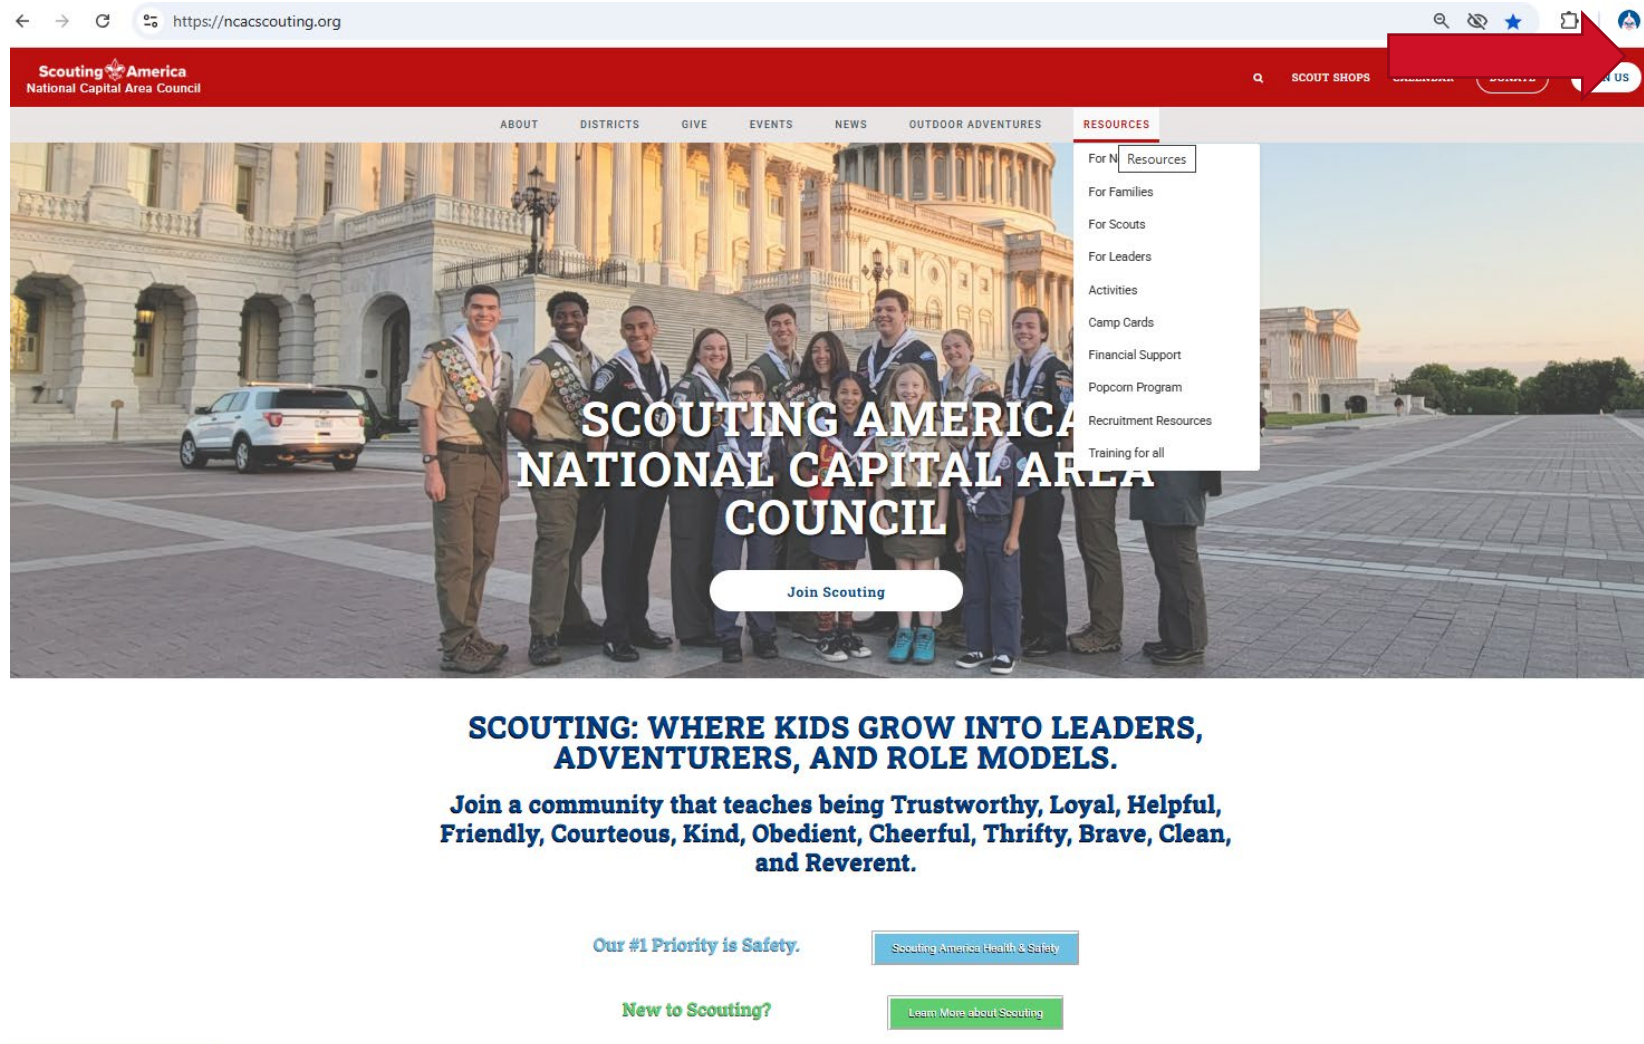 https://ncacscouting.org
Scouting America
National Capital Area Council
SCOUT SHOPS
US
ABOUT DISTRICTS GIVE EVENTS NEWS OUTDOOR ADVENTURES RESOURCES
For
Resources
For Families
For Scouts
For Leaders
Activities
Camp Cards
Financial Support
Popcorn Program
Recruitment Resources
Training for all
SCOUTING AMERICA
NATIONAL CAPITAL AREA
COUNCIL
Join Scouting
SCOUTING: WHERE KIDS GROW INTO LEADERS,
ADVENTURERS, AND ROLE MODELS.
Join a community that teaches being Trustworthy, Loyal, Helpful,
Friendly, Courteous, Kind, Obedient, Cheerful, Thrifty, Brave, Clean,
and Reverent.
Our #1 Priority is Safety.
Scouting America Health & Safety
New to Scouting?
Learn More about Scouting